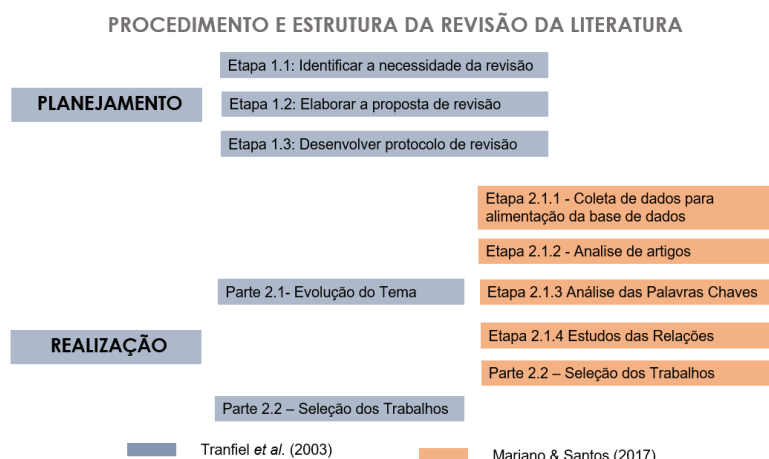 PROCEDIMENTO E ESTRUTURA DA REVISÃO DA LITERATURA
Etapa 1.1: Identificar a necessidade da revisão
PLANEJAMENTO
Etapa 1.2: Elaborar a proposta de revisão
Etapa 1.3: Desenvolver protocolo de revisão
Etapa 2.1.1 - Coleta de dados para
alimentação da base de dados
Etapa 2.1.2 - Analise de artigos
Parte 2.1- Evolução do Tema
Etapa 2.1.3 Análise das Palavras Chaves
Etapa 2.1.4 Estudos das Relações
REALIZAÇÃO
Parte 2.2 – Seleção dos Trabalhos
Parte 2.2 – Seleção dos Trabalhos
Tranfiel et al. (2003)
Mariano & Santos (2017)